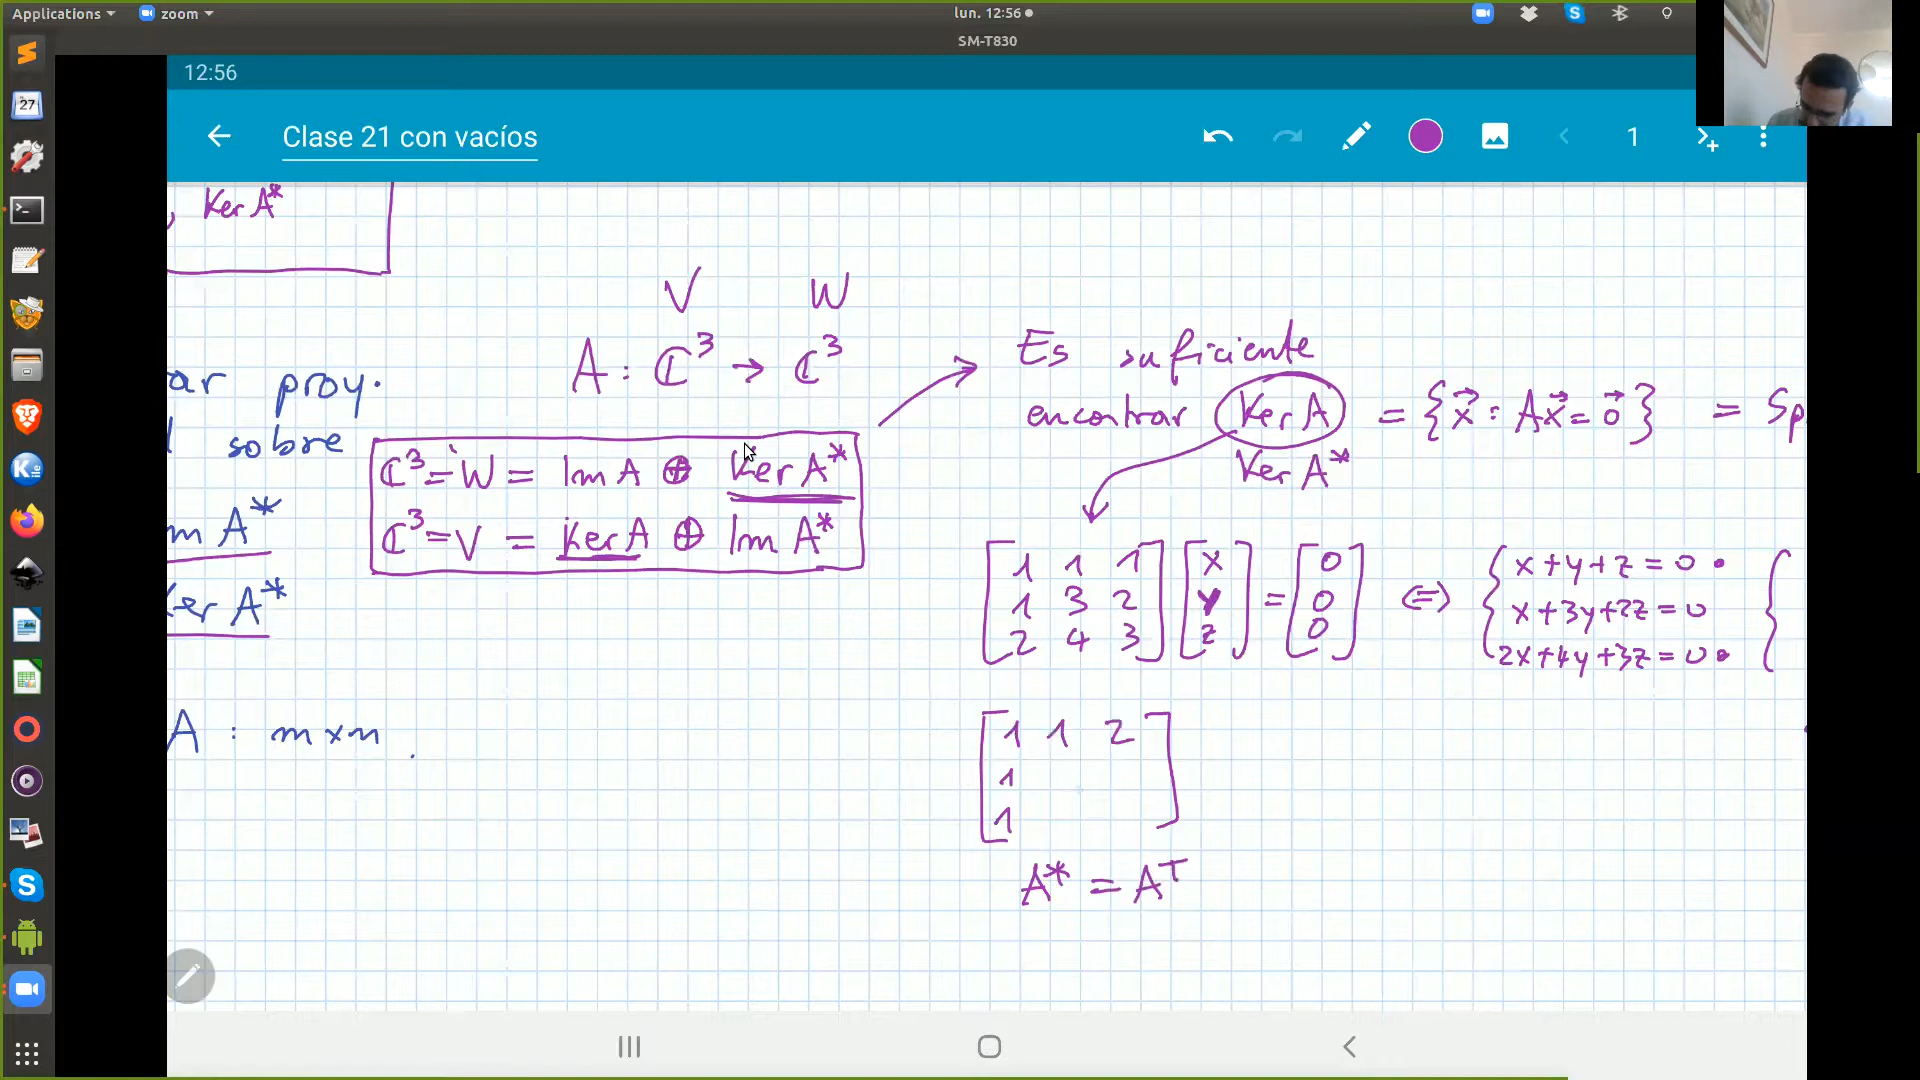 Applications
zoom
lun. 12:56
SM-T830
12:56
Clase 21 con vacíos
1
27
, Ker A*
V W
A : ℂ³ → ℂ³
ar proy.
sobre
m A*
Ker A*
ℂ³ = W = Im A ⊕ Ker A*
ℂ³ = V = Ker A ⊕ Im A*
A : m x n
Es suficiente
encontrar Ker A = {x⃗ : Ax⃗ = 0⃗} = Sp
Ker A*
[1 1 1] [x] = [0] ⇔ { x+y+z=0
[1 3 2] [y] [0] x+3y+2z=0
[2 4 3] [z] [0] 2x+4y+3z=0
[1 1 2]
1
1
A* = Aᵀ